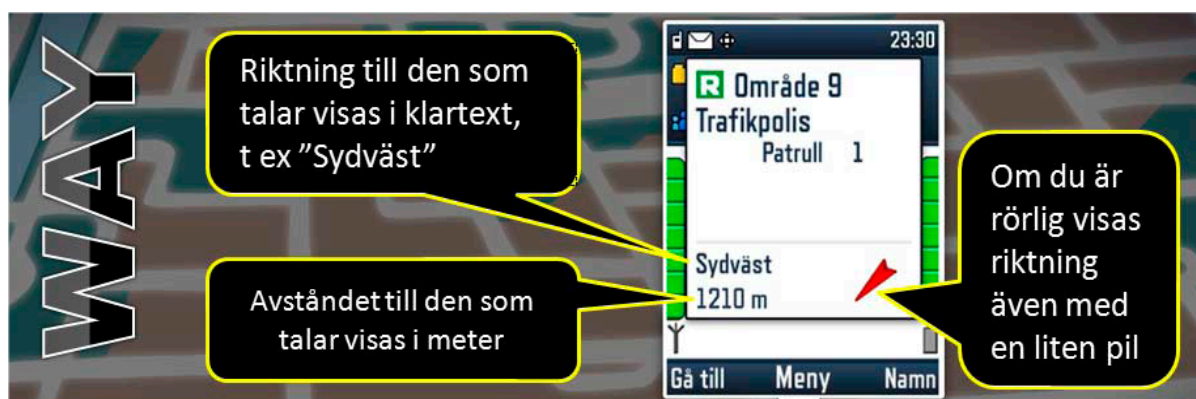 WAY
Riktning till den som
talar visas i klartext,
t ex ”Sydväst”
Avståndet till den som
talar visas i meter
23:30
R Område 9
Trafikpolis
Patrull 1
Sydväst
1210 m
Gå till Meny Namn
Om du är
rörlig visas
riktning
även med
en liten pil